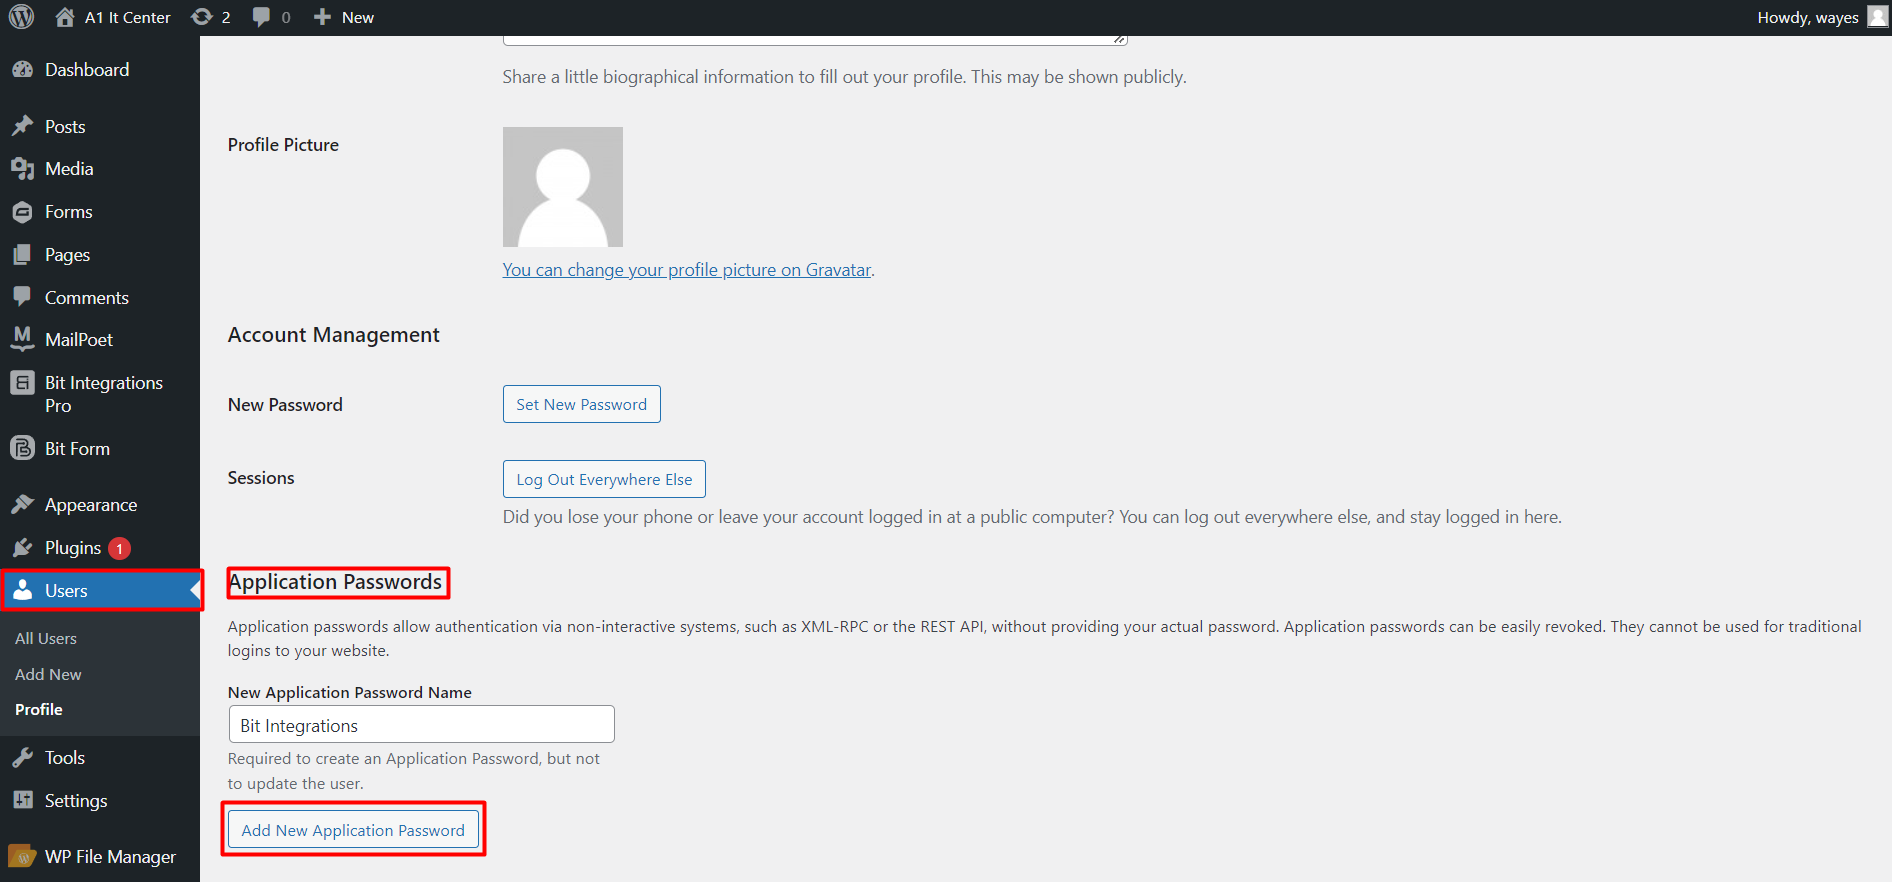 A1 It Center 2 0 New
Howdy, wayes
Dashboard
Posts
Media
Forms
Pages
Comments
MailPoet
Bit Integrations
Pro
Bit Form
Appearance
Plugins 1
Users
All Users
Add New
Profile
Tools
Settings
WP File Manager
Share a little biographical information to fill out your profile. This may be shown publicly.
Profile Picture
You can change your profile picture on Gravatar.
Account Management
New Password
Set New Password
Sessions
Log Out Everywhere Else
Did you lose your phone or leave your account logged in at a public computer? You can log out everywhere else, and stay logged in here.
Application Passwords
Application passwords allow authentication via non-interactive systems, such as XML-RPC or the REST API, without providing your actual password. Application passwords can be easily revoked. They cannot be used for traditional
logins to your website.
New Application Password Name
Bit Integrations
Required to create an Application Password, but not
to update the user.
Add New Application Password